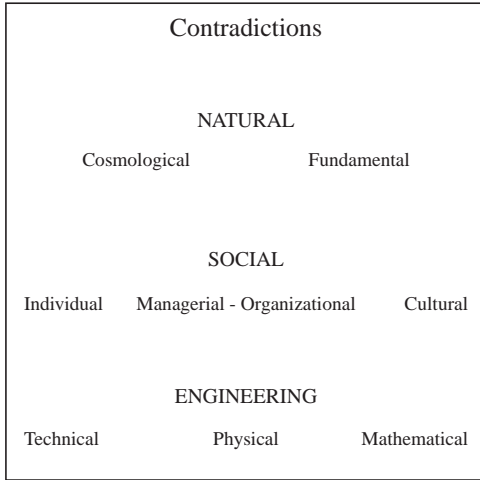 Contradictions
NATURAL
Cosmological Fundamental
SOCIAL
Individual Managerial - Organizational Cultural
ENGINEERING
Technical Physical Mathematical